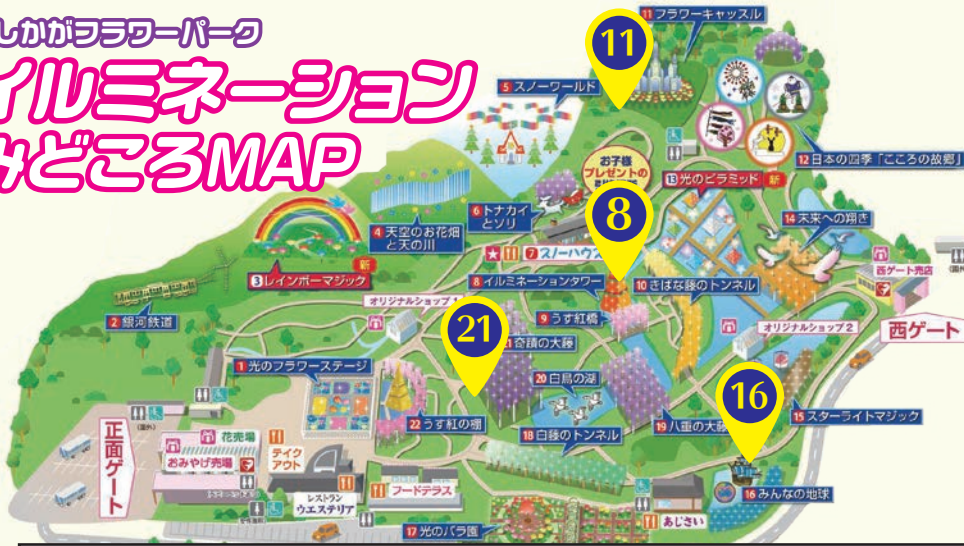 しかがフラワーパーク
イルミネーション
みどころMAP
11 フラワーキャッスル
11
5 スノーワールド
お子様
プレゼントの
12 日本の四季「こころの故郷」
13 光のピラミッド 新
8
6 トナカイ
とソリ
14 未来への羽ばたき
4 天空のお花畑
と天の川
7 スノーハウス
西ゲート売店
3 レインボーマジック
新
8 イルミネーションタワー
10 きばな藤のトンネル
2 銀河鉄道
オリジナルショップ 1
9 うす紅橋
オリジナルショップ 2
西ゲート
21
21 奇蹟の大藤
1 光のフラワーステージ
20 白鳥の湖
16
22 うす紅の棚
18 白藤のトンネル
19 八重の大藤
15 スターライトマジック
正面ゲート
花売場
おみやげ売場
テイク
アウト
レストラン
ウエステリア
フードテラス
16 みんなの地球
あじさい
17 光のバラ園